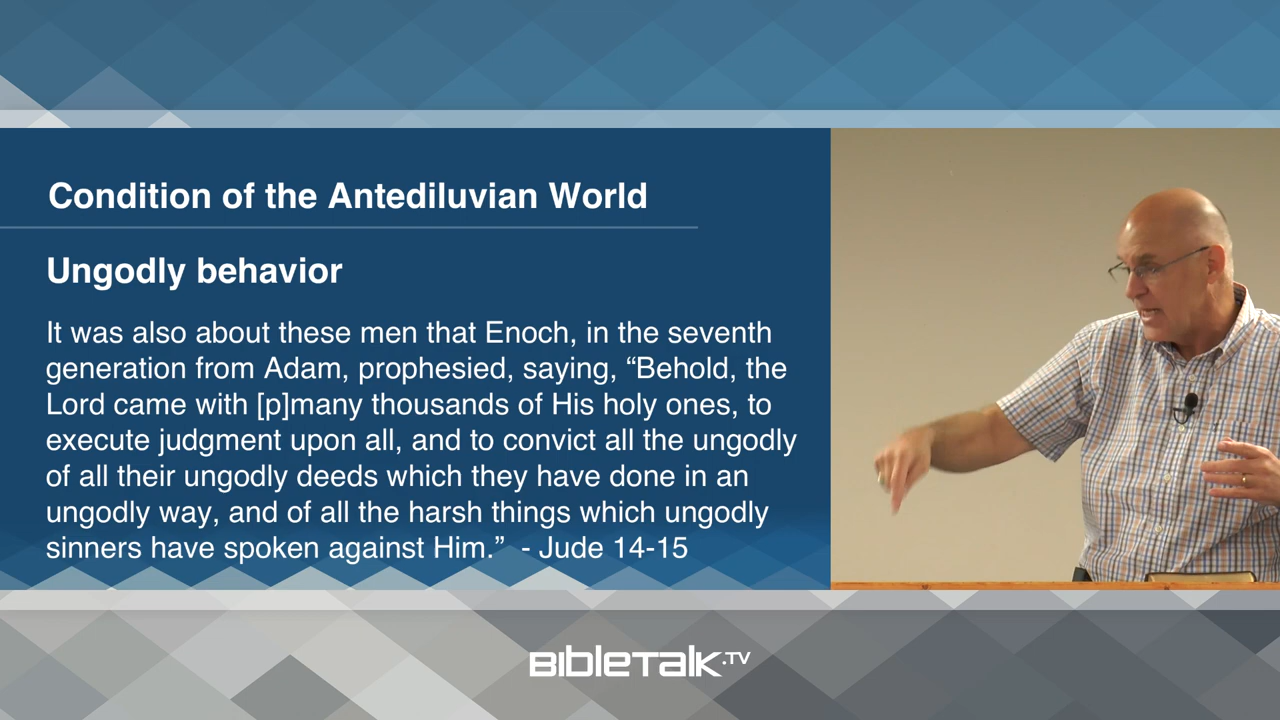 Condition of the Antediluvian World
Ungodly behavior
It was also about these men that Enoch, in the seventh
generation from Adam, prophesied, saying, “Behold, the
Lord came with [p]many thousands of His holy ones, to
execute judgment upon all, and to convict all the ungodly
of all their ungodly deeds which they have done in an
ungodly way, and of all the harsh things which ungodly
sinners have spoken against Him.”  - Jude 14-15
BIBLETALK.TV